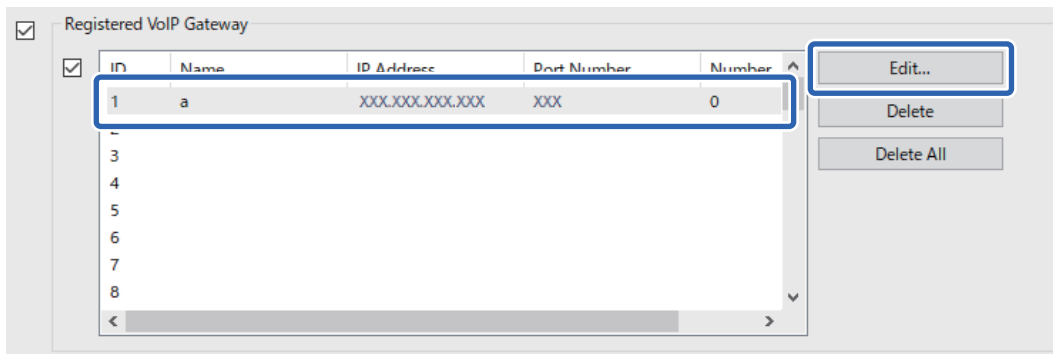 Registered VoIP Gateway
ID Name IP Address Port Number Number
1 a XXX.XXX.XXX.XXX XXX 0
2
3
4
5
6
7
8
Edit...
Delete
Delete All